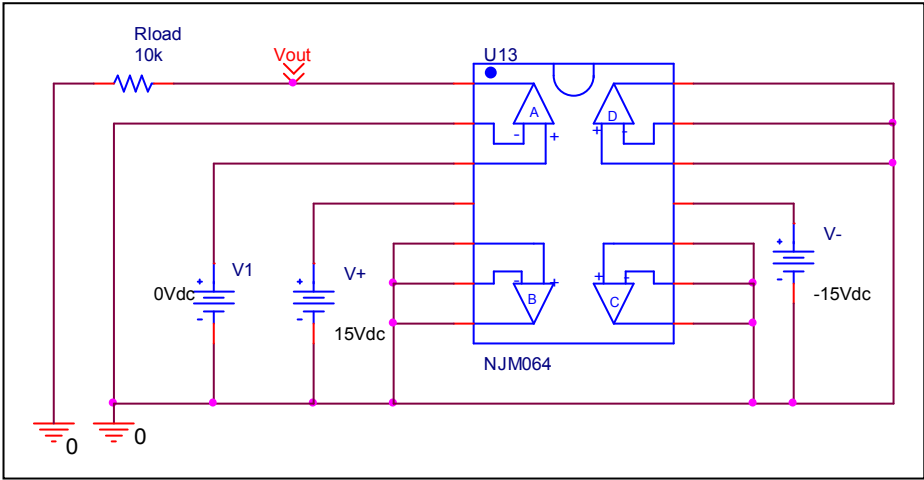 Rload
10k
Vout
U13
A
D
-
+
+
-
+
V1
0Vdc
-
+
V+
15Vdc
-
-
+
B
+
-
C
+
V-
-15Vdc
-
NJM064
0
0